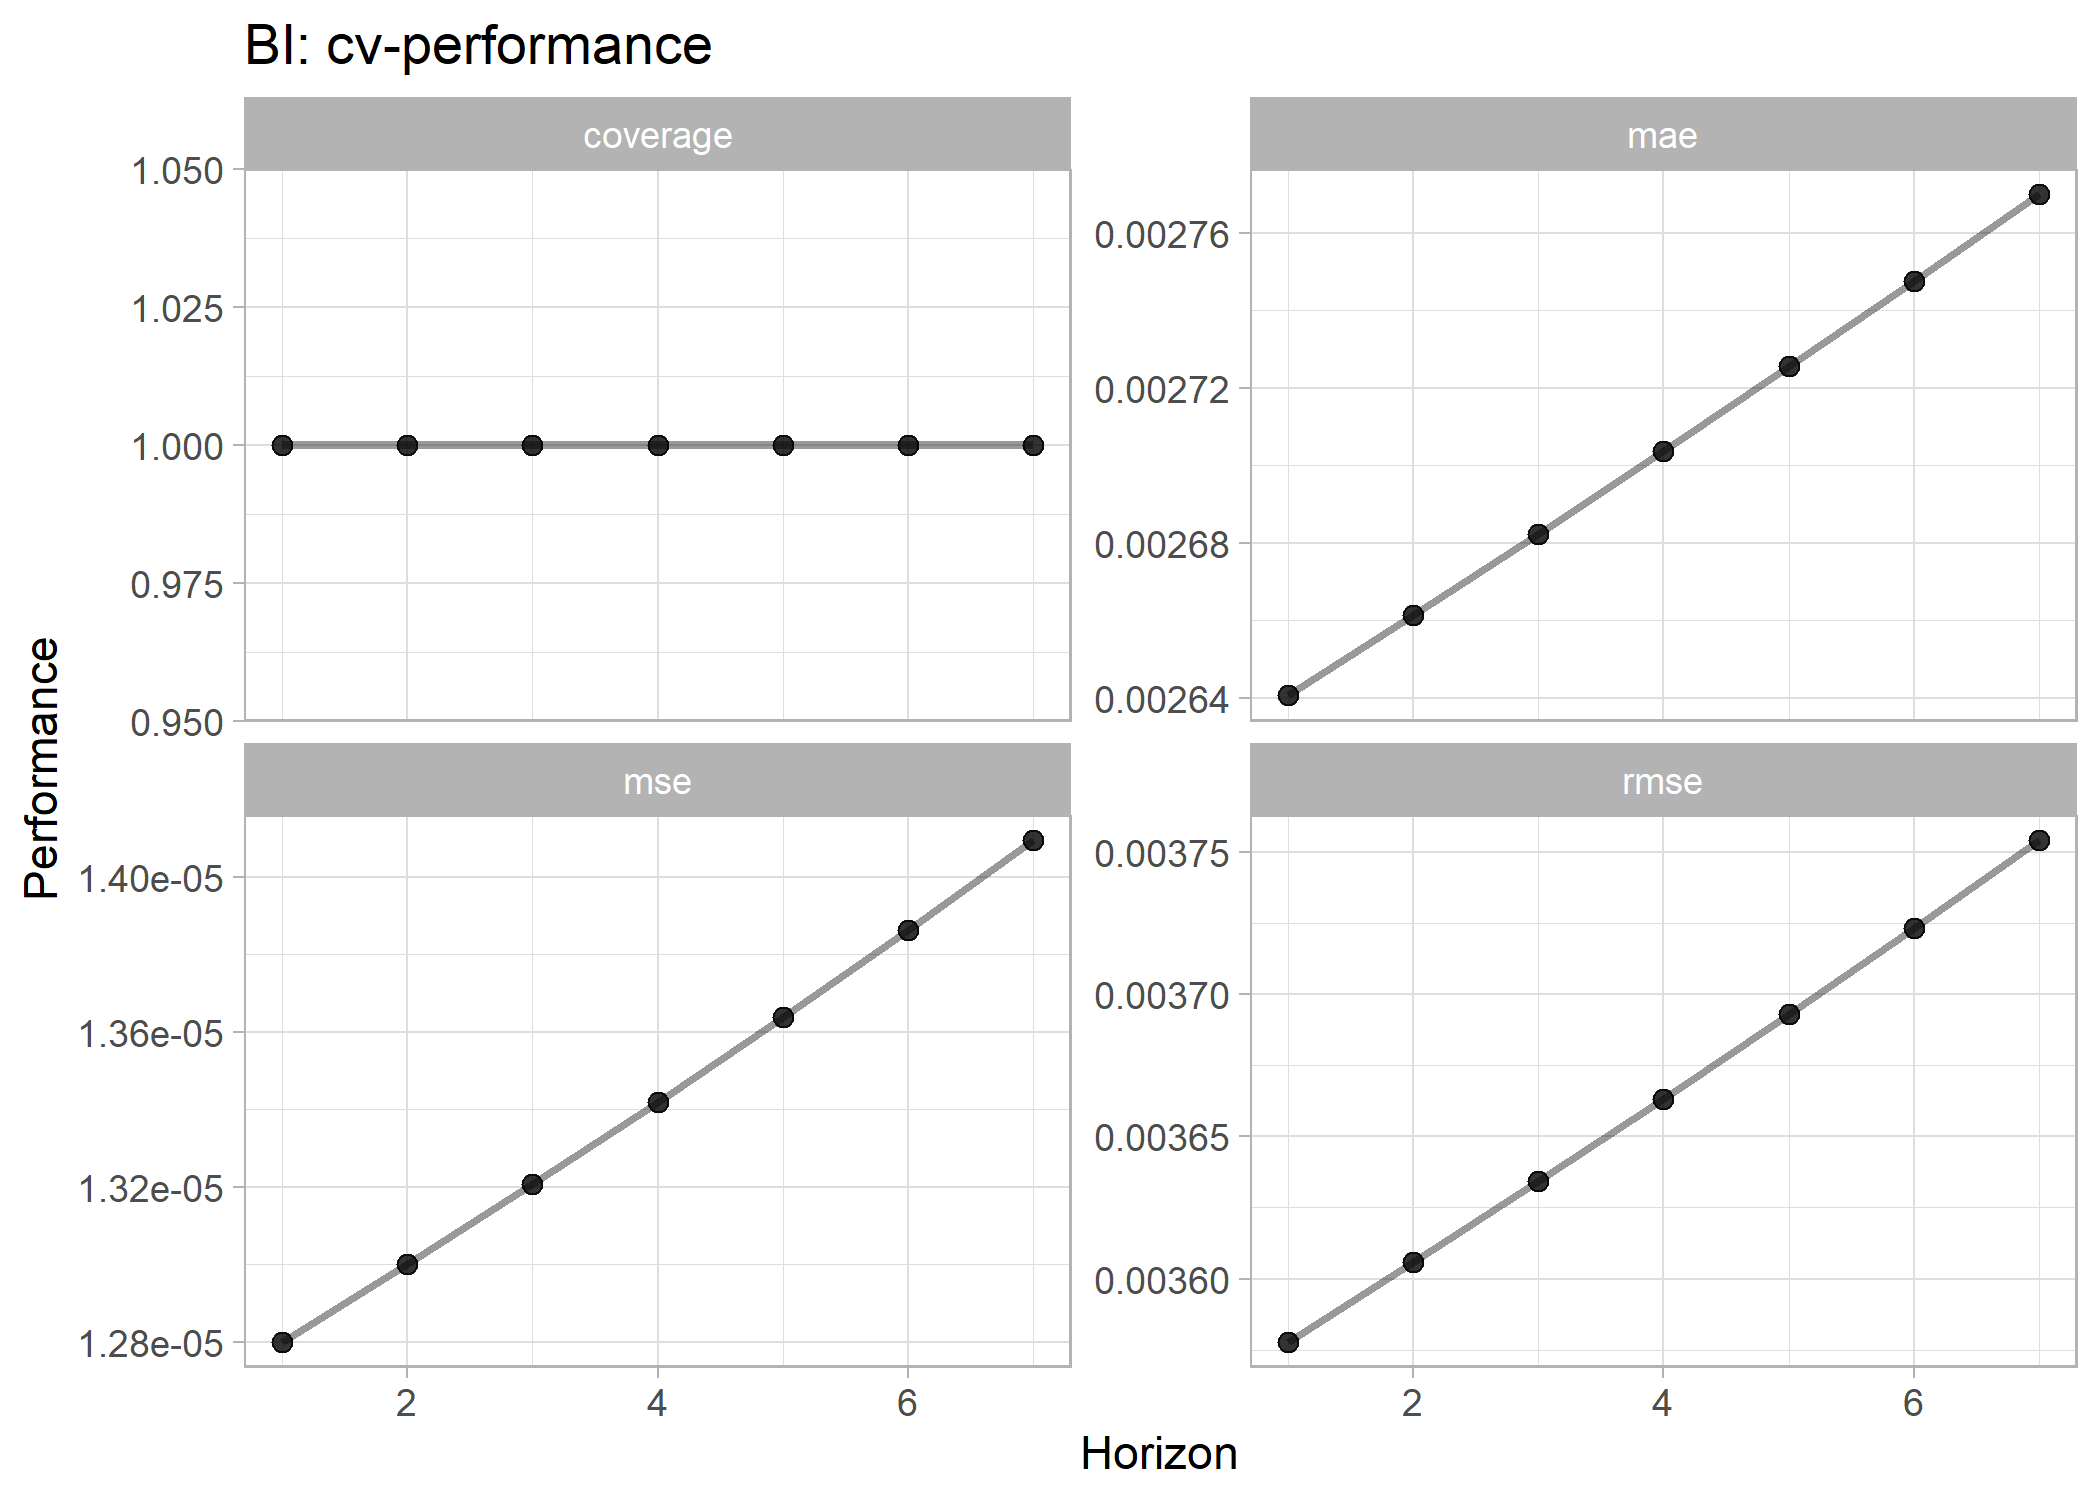 BI: cv-performance
coverage
mae
1.050
1.025
1.000
0.975
0.950
0.00276
0.00272
0.00268
0.00264
mse
rmse
1.40e-05
1.36e-05
1.32e-05
1.28e-05
0.00375
0.00370
0.00365
0.00360
2 4 6
2 4 6
Horizon
Performance